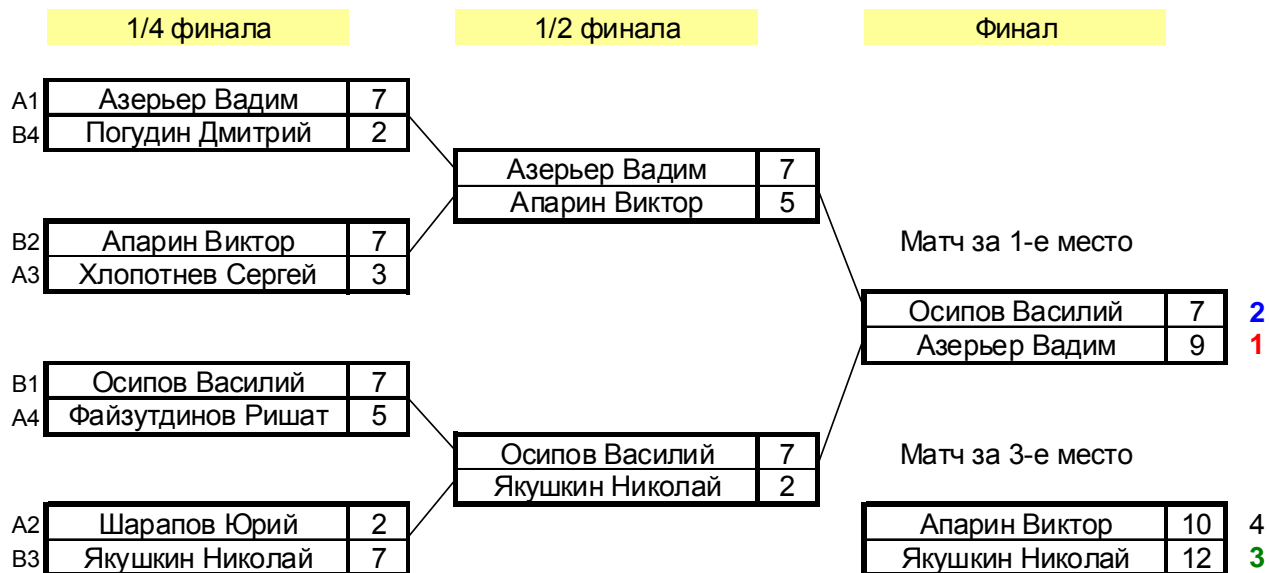 1/4 финала 1/2 финала Финал
A1 Азерьер Вадим 7
B4 Погудин Дмитрий 2
Азерьер Вадим 7
Апарин Виктор 5
B2 Апарин Виктор 7
A3 Хлопотнев Сергей 3
Матч за 1-е место
Осипов Василий 7 2
Азерьер Вадим 9 1
B1 Осипов Василий 7
A4 Файзутдинов Ришат 5
Осипов Василий 7
Якушкин Николай 2
Матч за 3-е место
A2 Шарапов Юрий 2
B3 Якушкин Николай 7
Апарин Виктор 10 4
Якушкин Николай 12 3